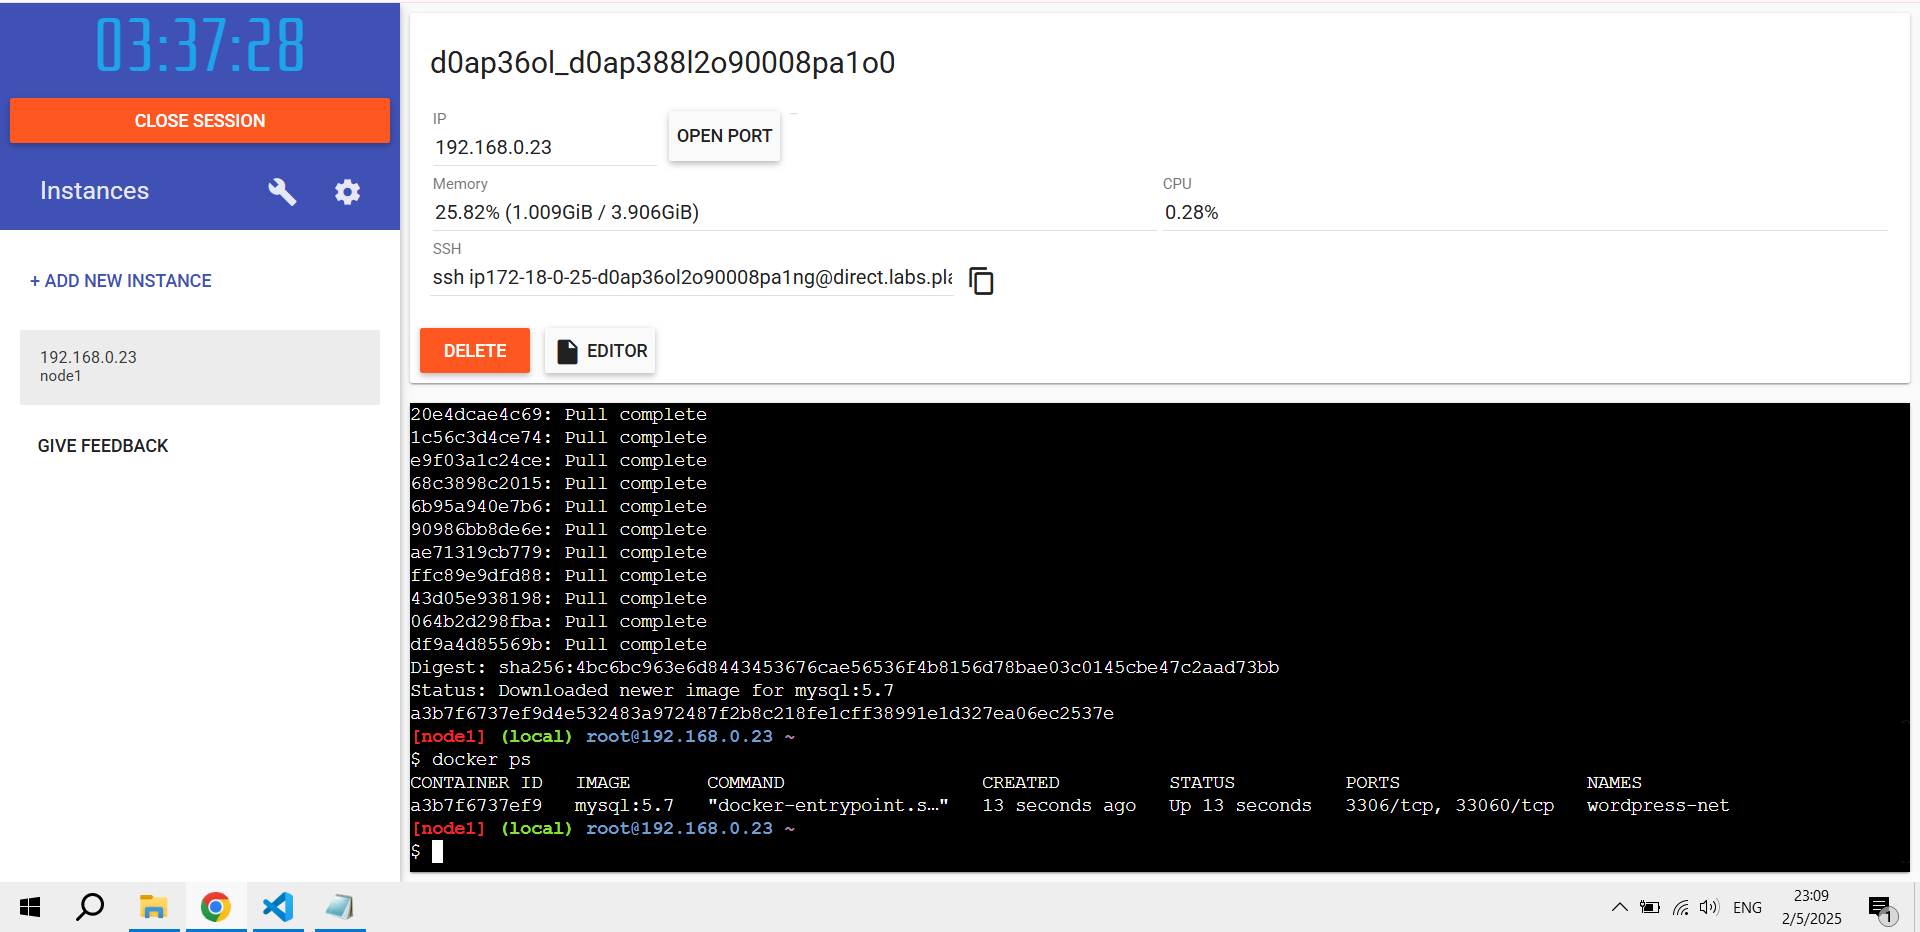 03:37:28
CLOSE SESSION
Instances
+ ADD NEW INSTANCE
192.168.0.23
node1
GIVE FEEDBACK
d0ap36ol_d0ap388l2o90008pa1o0
IP
192.168.0.23
OPEN PORT
Memory
25.82% (1.009GiB / 3.906GiB)
CPU
0.28%
SSH
ssh ip172-18-0-25-d0ap36ol2o90008pa1ng@direct.labs.pla
DELETE
EDITOR
20e4dcae4c69: Pull complete
1c56c3d4ce74: Pull complete
e9f03a1c24ce: Pull complete
68c3898c2015: Pull complete
6b95a940e7b6: Pull complete
90986bb8de6e: Pull complete
ae71319cb779: Pull complete
ffc89e9dfd88: Pull complete
43d05e938198: Pull complete
064b2d298fba: Pull complete
df9a4d85569b: Pull complete
Digest: sha256:4bc6bc963e6d8443453676cae56536f4b8156d78bae03c0145cbe47c2aad73bb
Status: Downloaded newer image for mysql:5.7
a3b7f6737ef9d4e532483a972487f2b8c218fe1cff38991e1d327ea06ec2537e
[node1] (local) root@192.168.0.23 ~
$ docker ps
CONTAINER ID   IMAGE       COMMAND                  CREATED          STATUS          PORTS                 NAMES
a3b7f6737ef9   mysql:5.7   "docker-entrypoint.s…"   13 seconds ago   Up 13 seconds   3306/tcp, 33060/tcp   wordpress-net
[node1] (local) root@192.168.0.23 ~
$
ENG
23:09
2/5/2025
1